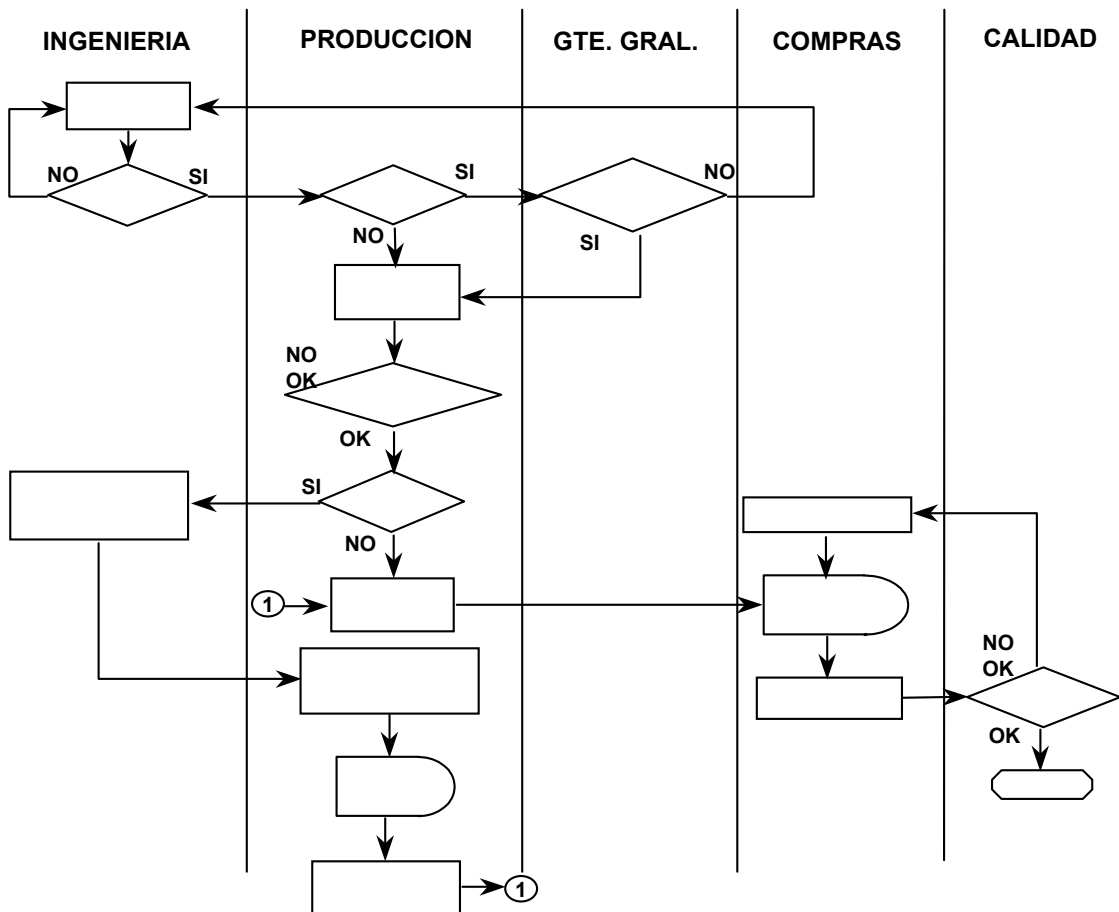 INGENIERIA
PRODUCCION
GTE. GRAL.
COMPRAS
CALIDAD
NO
SI
SI
NO
NO
SI
NO
OK
OK
SI
NO
1
NO
OK
OK
1